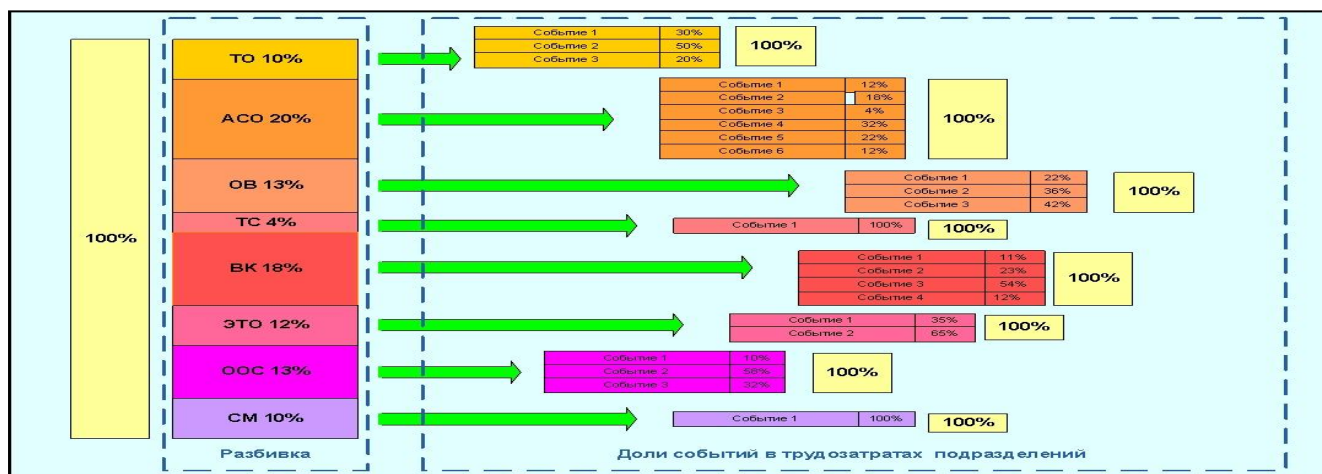 100%
ТО 10%
Событие 1 30%
Событие 2 50%
Событие 3 20%
100%
АСО 20%
Событие 1 12%
Событие 2 18%
Событие 3 4%
Событие 4 32%
Событие 5 22%
Событие 6 12%
100%
ОВ 13%
Событие 1 22%
Событие 2 36%
Событие 3 42%
100%
ТС 4%
Событие 1 100%
100%
ВК 18%
Событие 1 11%
Событие 2 23%
Событие 3 54%
Событие 4 12%
100%
ЭТО 12%
Событие 1 35%
Событие 2 65%
100%
ООС 13%
Событие 1 10%
Событие 2 58%
Событие 3 32%
100%
СМ 10%
Событие 1 100%
100%
Разбивка
Доли событий в трудозатратах подразделений